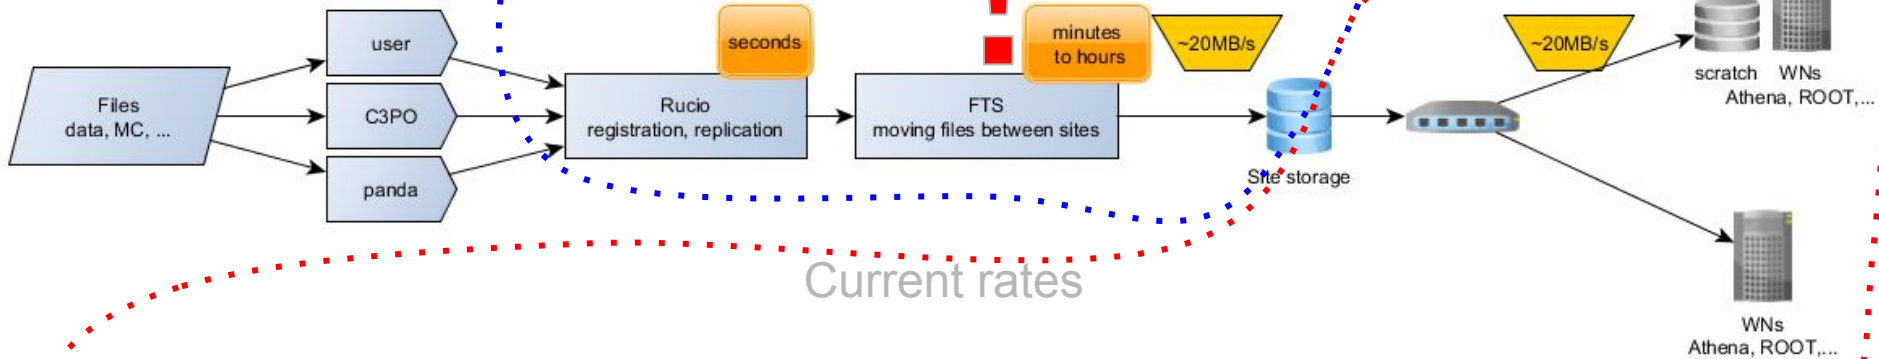 Files
data, MC, ...
user
C3PO
panda
seconds
Rucio
registration, replication
minutes
to hours
FTS
moving files between sites
~20MB/s
Site storage
~20MB/s
scratch
WNs
Athena, ROOT,...
WNs
Athena, ROOT,...
Current rates